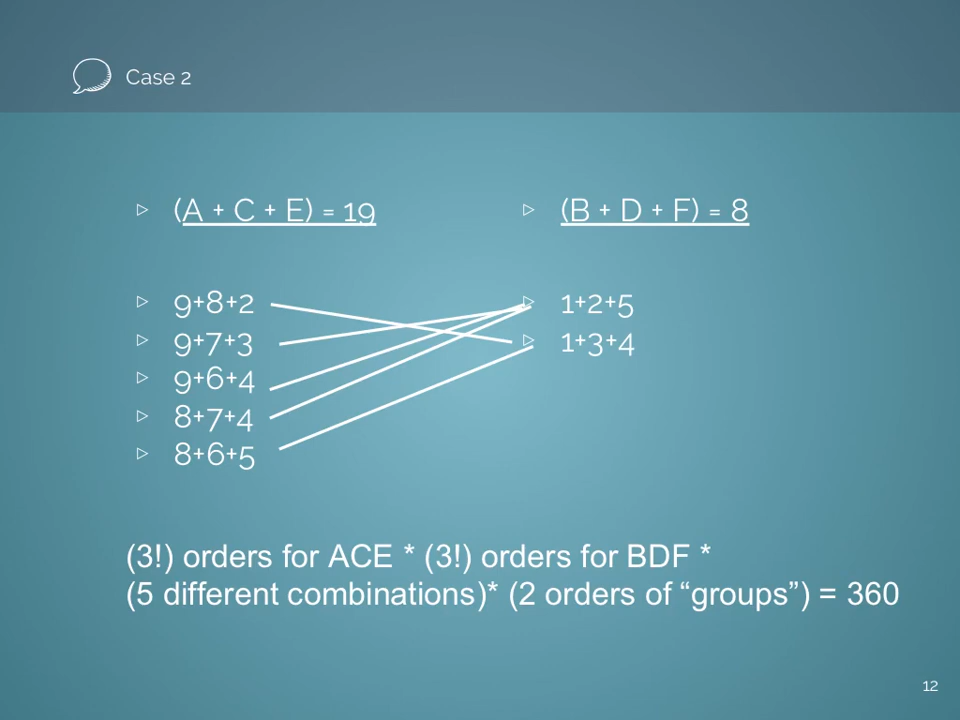 Case 2
(A + C + E) = 19
9+8+2
9+7+3
9+6+4
8+7+4
8+6+5
(B + D + F) = 8
1+2+5
1+3+4
(3!) orders for ACE * (3!) orders for BDF *
(5 different combinations)* (2 orders of “groups”) = 360
12